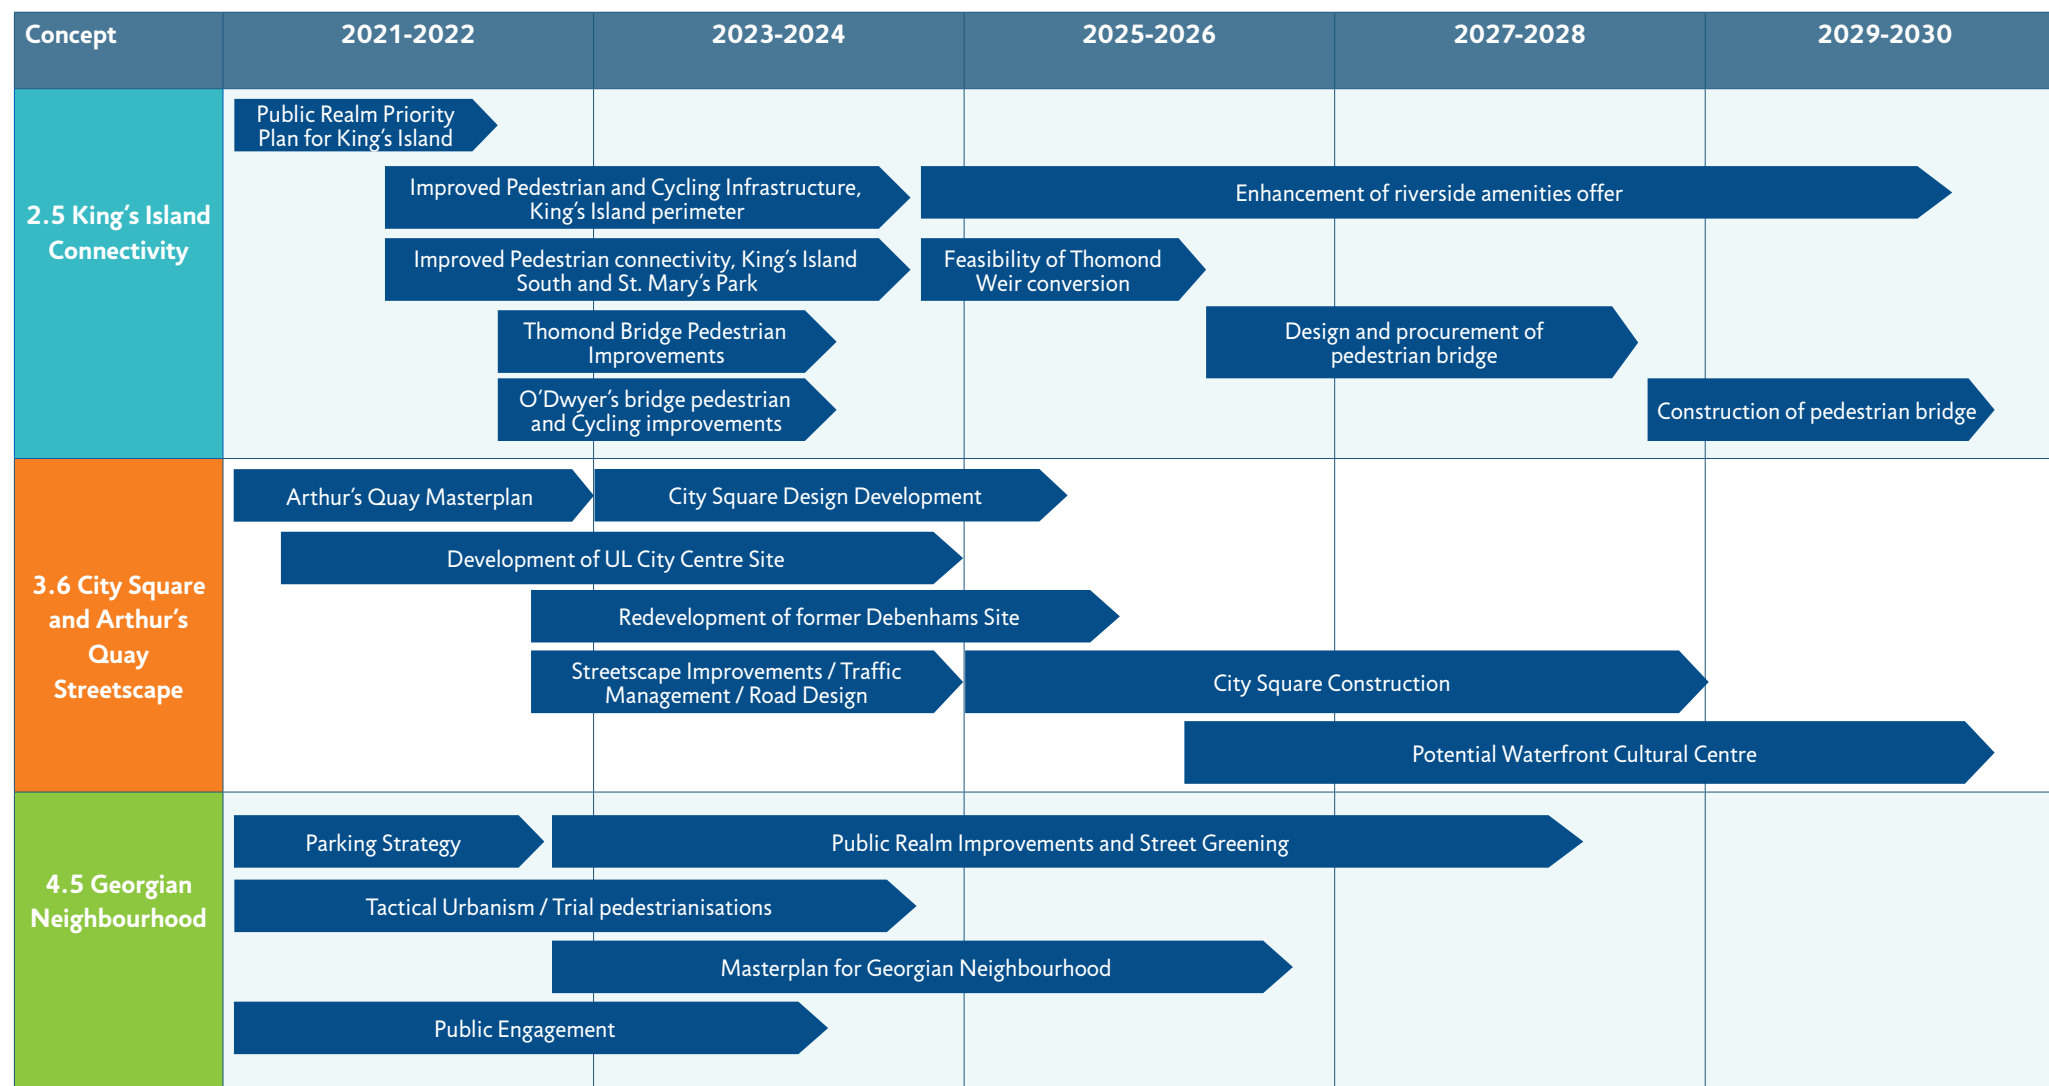 Concept
2021-2022
2023-2024
2025-2026
2027-2028
2029-2030
2.5 King’s Island
Connectivity
Public Realm Priority
Plan for King’s Island
Improved Pedestrian and Cycling Infrastructure,
King’s Island perimeter
Enhancement of riverside amenities offer
Improved Pedestrian connectivity, King’s Island
South and St. Mary’s Park
Feasibility of Thomond
Weir conversion
Thomond Bridge Pedestrian
Improvements
Design and procurement of
pedestrian bridge
O’Dwyer’s bridge pedestrian
and Cycling improvements
Construction of pedestrian bridge
3.6 City Square
and Arthur’s
Quay
Streetscape
Arthur’s Quay Masterplan
City Square Design Development
Development of UL City Centre Site
Redevelopment of former Debenhams Site
Streetscape Improvements / Traffic
Management / Road Design
City Square Construction
Potential Waterfront Cultural Centre
4.5 Georgian
Neighbourhood
Parking Strategy
Public Realm Improvements and Street Greening
Tactical Urbanism / Trial pedestrianisations
Masterplan for Georgian Neighbourhood
Public Engagement